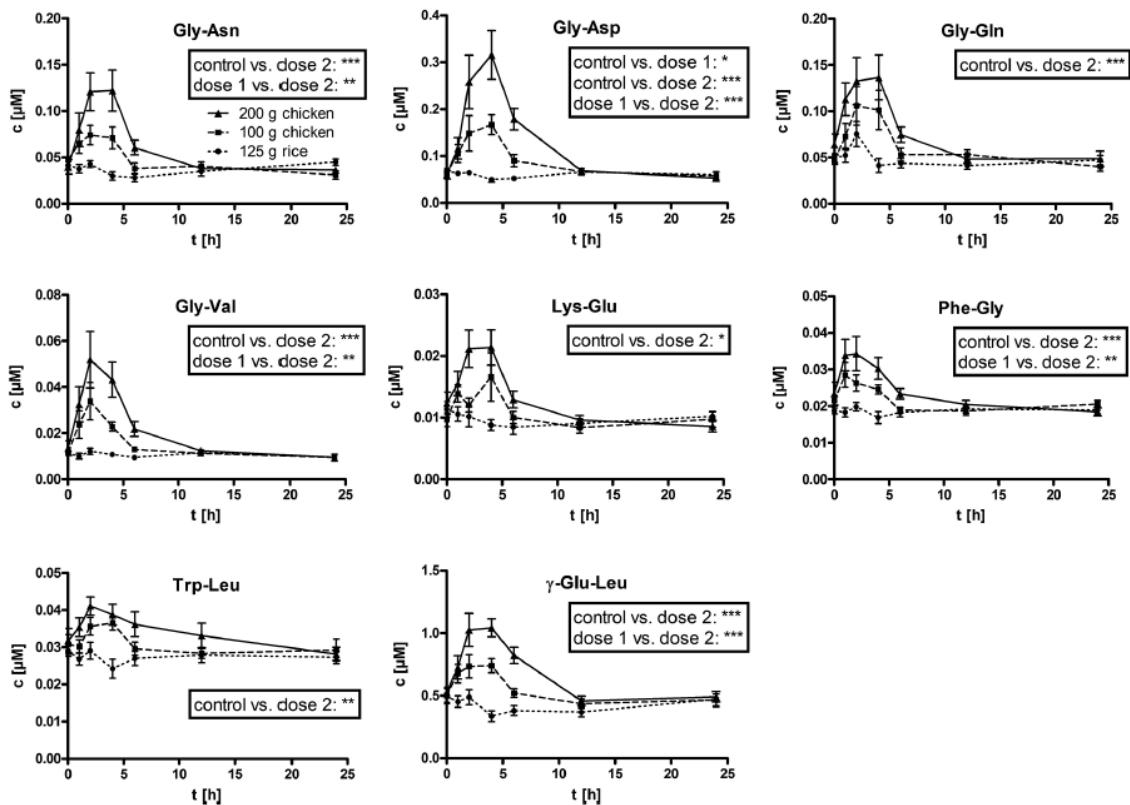 Gly-Asn
0.20
0.15
0.10
0.05
0.00
c [µM]
control vs. dose 2: ***
dose 1 vs. dose 2: **
200 g chicken
100 g chicken
125 g rice
0 5 10 15 20 25
t [h]
Gly-Asp
0.4
0.3
0.2
0.1
0.0
c [µM]
control vs. dose 1: *
control vs. dose 2: ***
dose 1 vs. dose 2: ***
0 5 10 15 20 25
t [h]
Gly-Gln
0.20
0.15
0.10
0.05
0.00
c [µM]
control vs. dose 2: ***
0 5 10 15 20 25
t [h]
Gly-Val
0.08
0.06
0.04
0.02
0.00
c [µM]
control vs. dose 2: ***
dose 1 vs. dose 2: **
0 5 10 15 20 25
t [h]
Lys-Glu
0.03
0.02
0.01
0.00
c [µM]
control vs. dose 2: *
0 5 10 15 20 25
t [h]
Phe-Gly
0.05
0.04
0.03
0.02
0.01
0.00
c [µM]
control vs. dose 2: ***
dose 1 vs. dose 2: **
0 5 10 15 20 25
t [h]
Trp-Leu
0.05
0.04
0.03
0.02
0.01
0.00
c [µM]
control vs. dose 2: **
0 5 10 15 20 25
t [h]
γ-Glu-Leu
1.5
1.0
0.5
0.0
c [µM]
control vs. dose 2: ***
dose 1 vs. dose 2: ***
0 5 10 15 20 25
t [h]